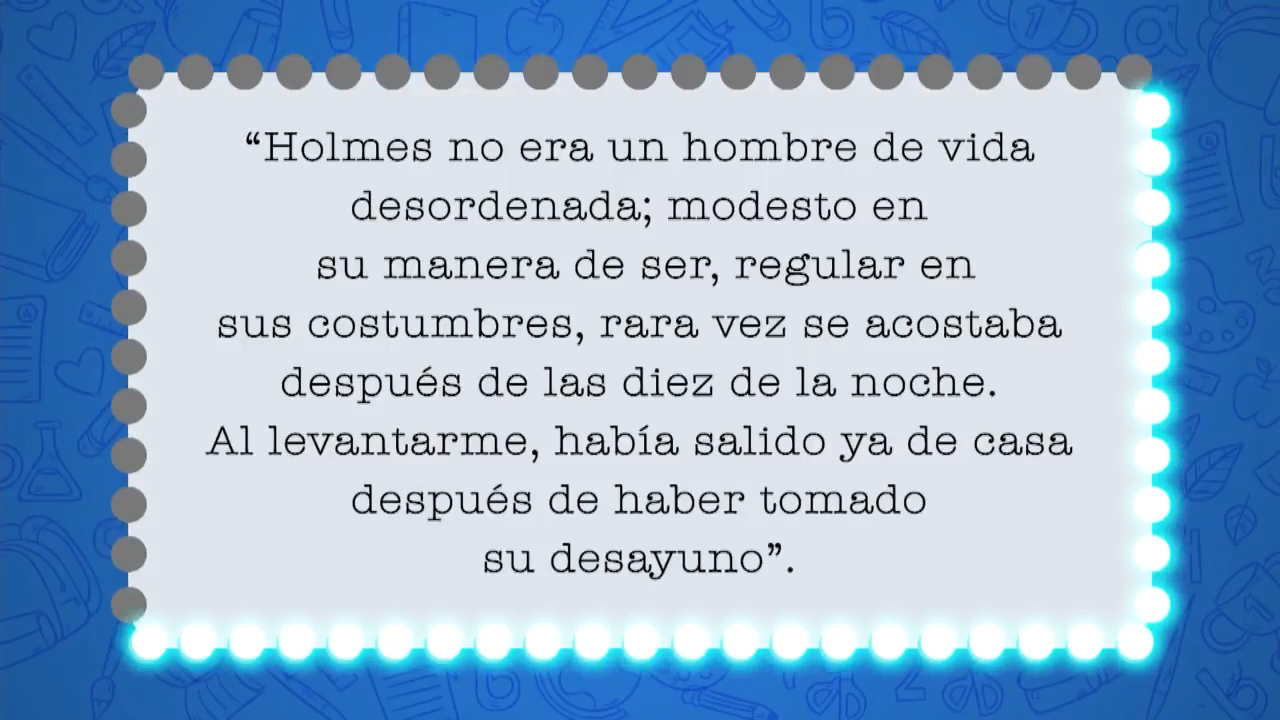 “Holmes no era un hombre de vida
desordenada; modesto en
su manera de ser, regular en
sus costumbres, rara vez se acostaba
después de las diez de la noche.
Al levantarme, había salido ya de casa
después de haber tomado
su desayuno”.